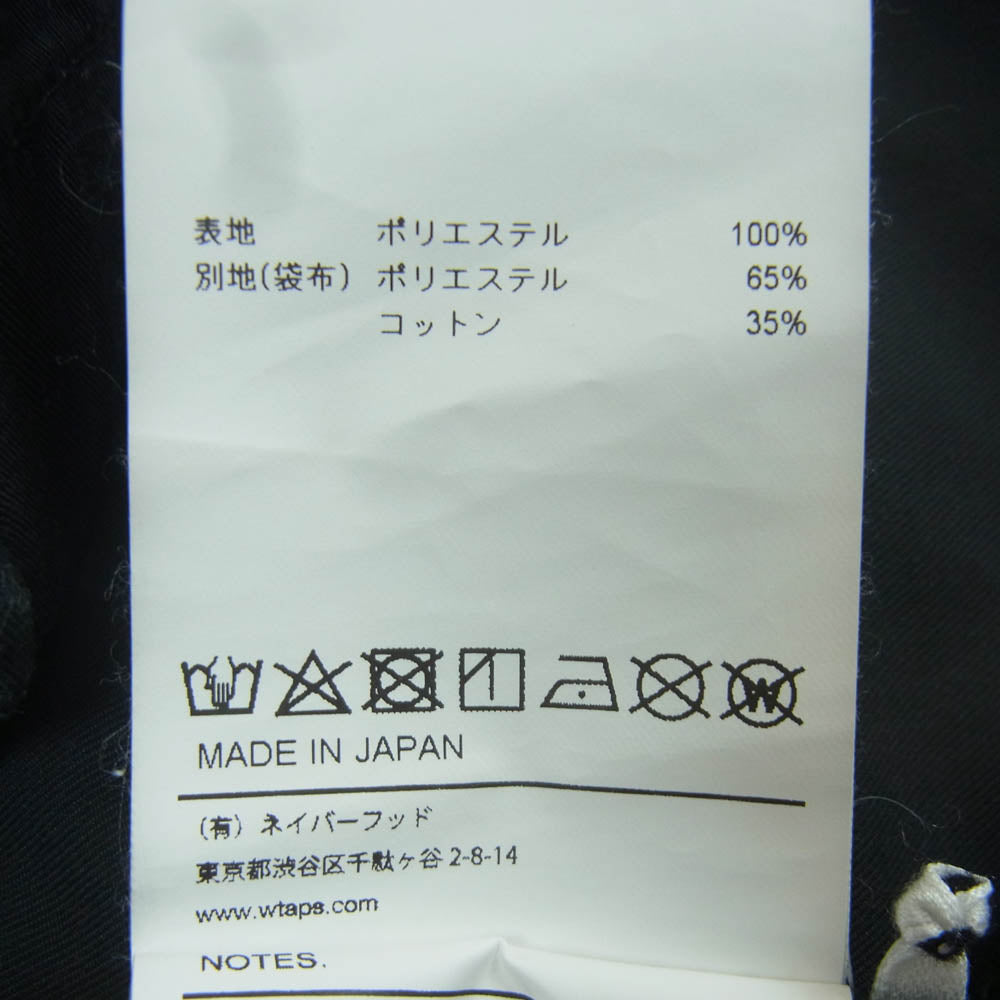 表地 ポリエステル 100%
別地(袋布) ポリエステル 65%
コットン 35%
W
MADE IN JAPAN
(有) ネイバーフッド
東京都渋谷区千駄ヶ谷 2-8-14
www.wtaps.com
NOTES.